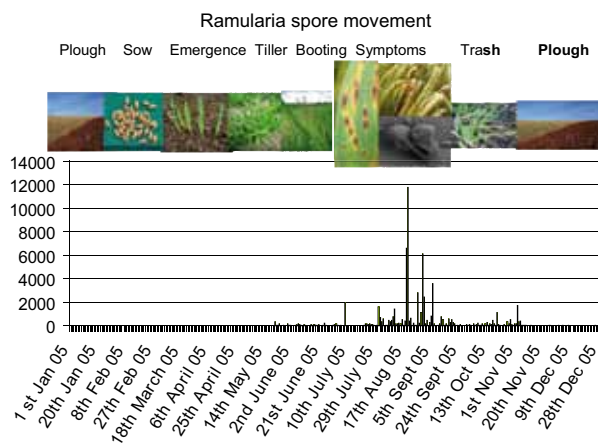 Ramularia spore movement
Plough Sow Emergence Tiller Booting Symptoms Trash Plough
14000
12000
10000
8000
6000
4000
2000
0
1st Jan 05
20th Jan 05
8th Feb 05
27th Feb 05
18th March 05
6th April 05
25th April 05
14th May 05
2nd June 05
21st June 05
10th July 05
29th July 05
17th Aug 05
5th Sept 05
24th Sept 05
13th Oct 05
1st Nov 05
20th Nov 05
9th Dec 05
28th Dec 05